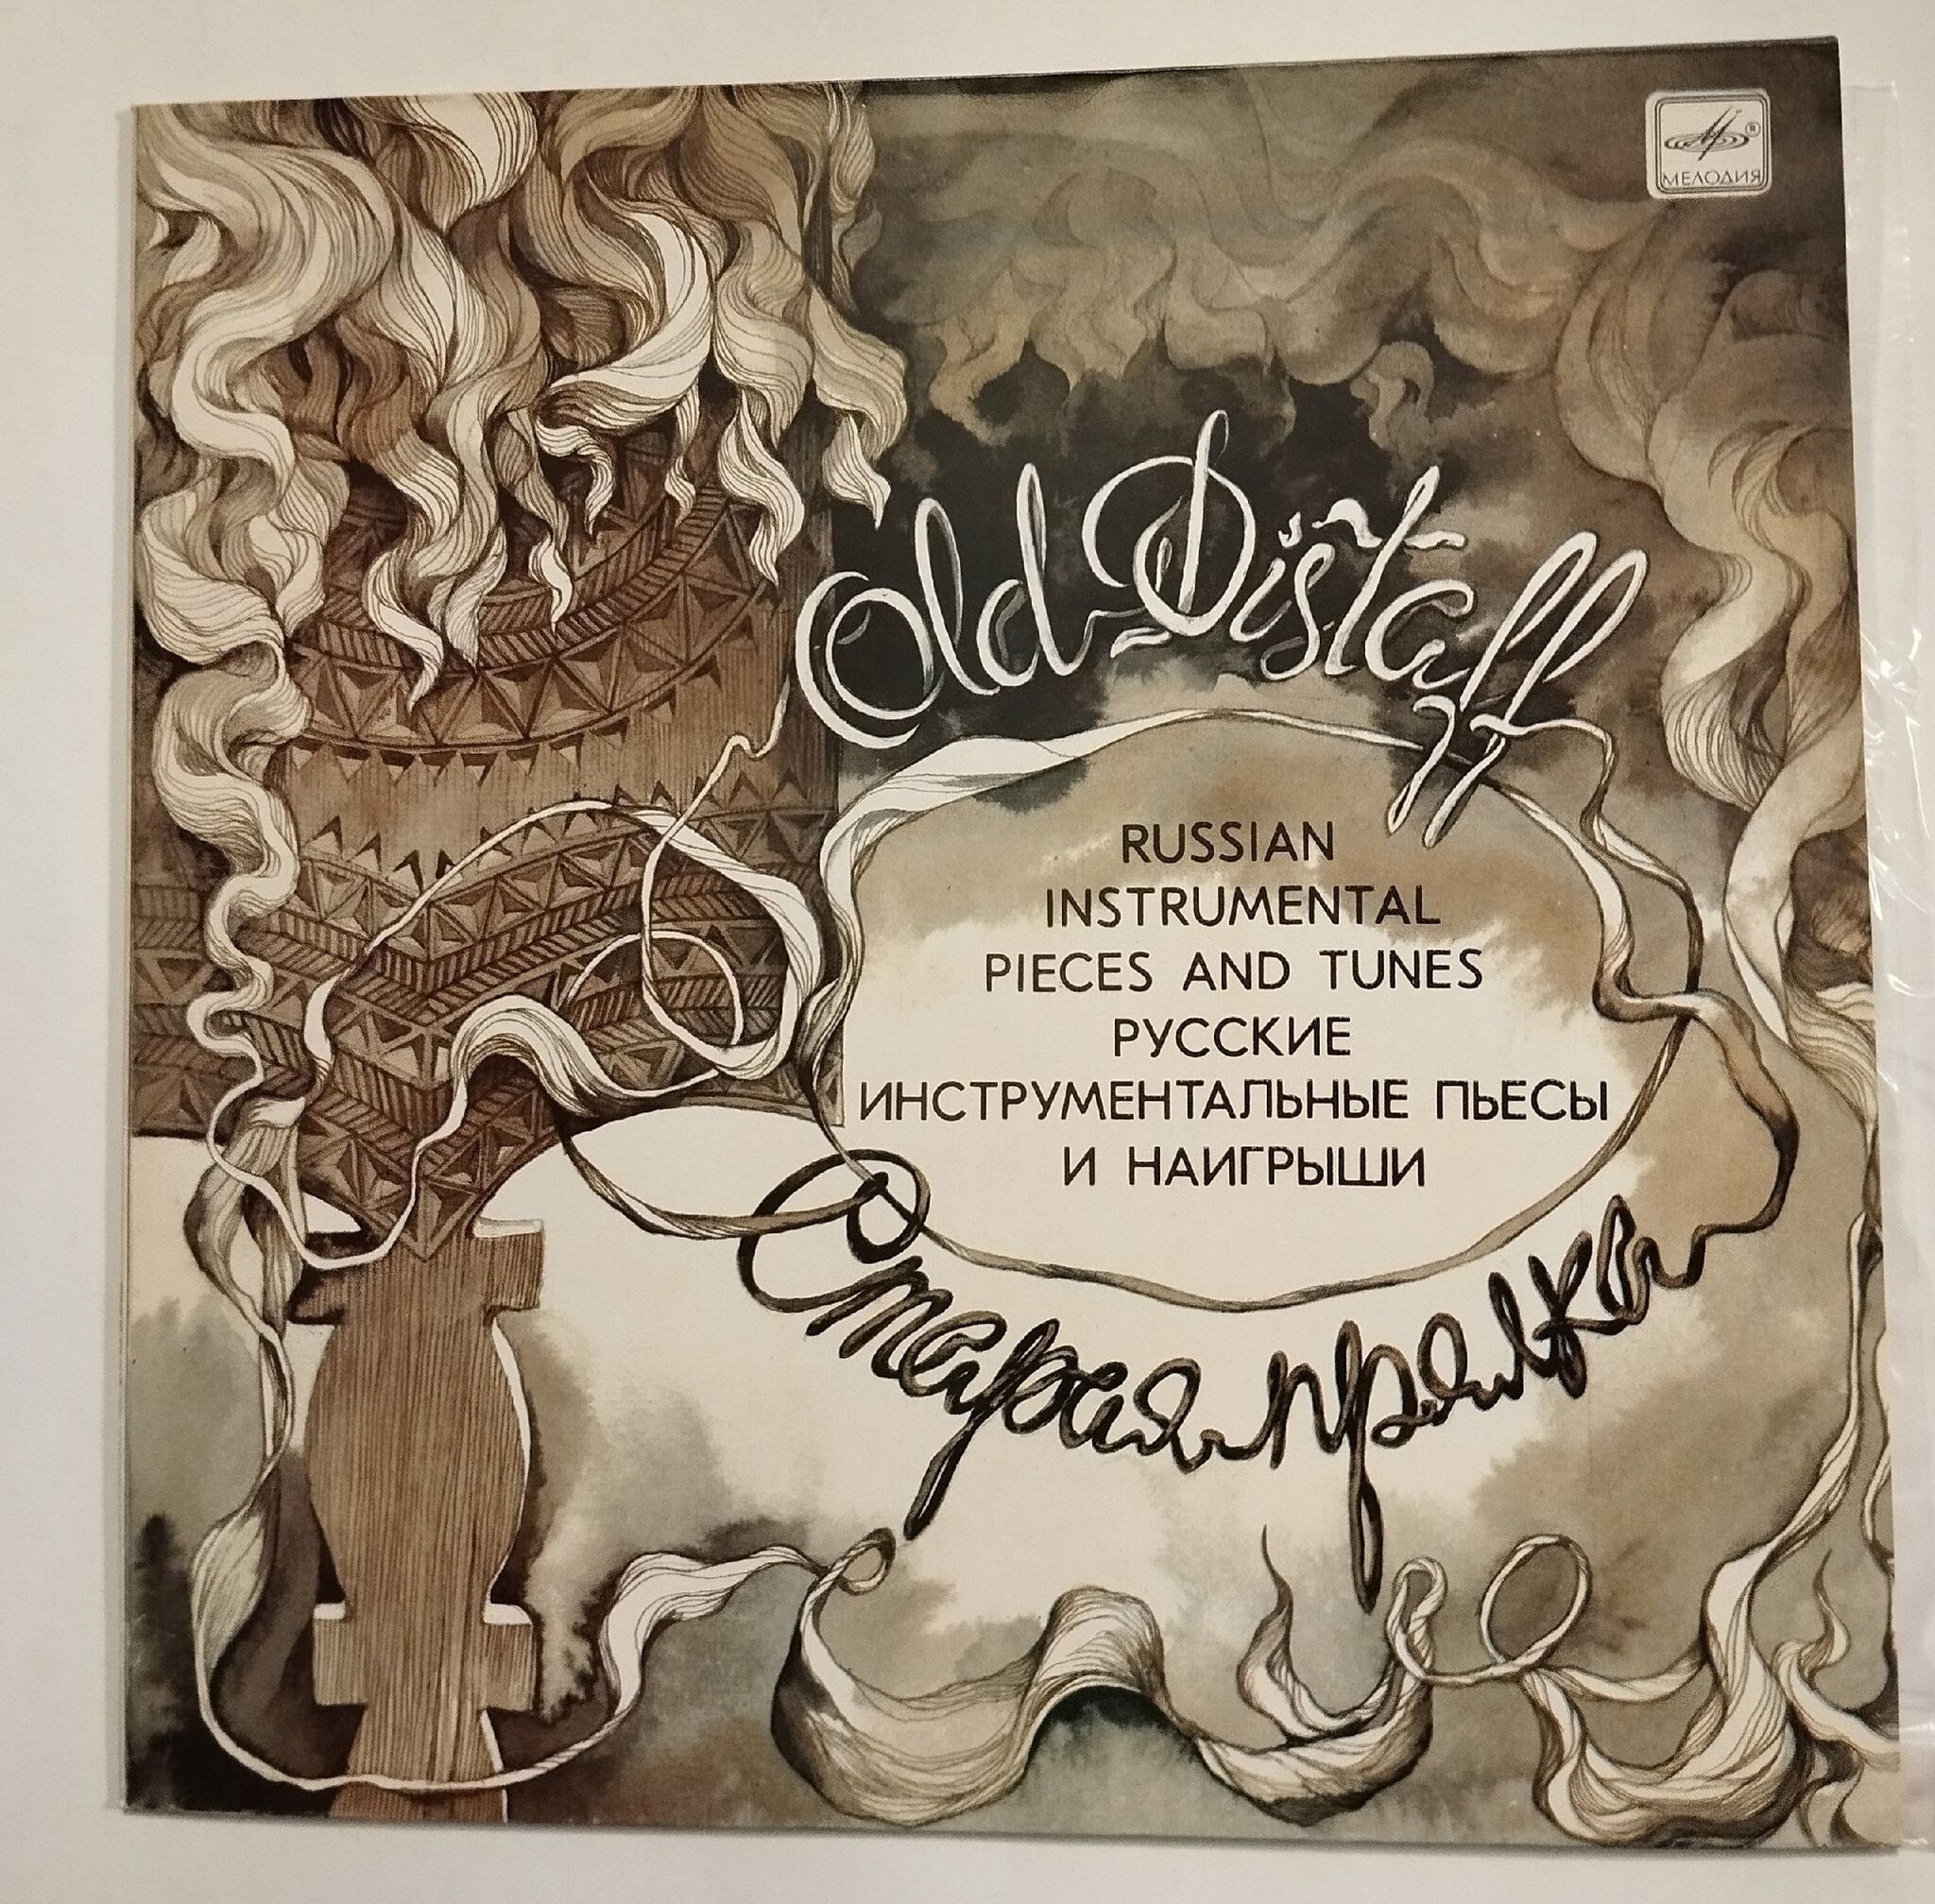 ®
МЕЛОДИЯ
Old Distaff
RUSSIAN
INSTRUMENTAL
PIECES AND TUNES
РУССКИЕ
ИНСТРУМЕНТАЛЬНЫЕ ПЬЕСЫ
И НАИГРЫШИ
Старая прялка